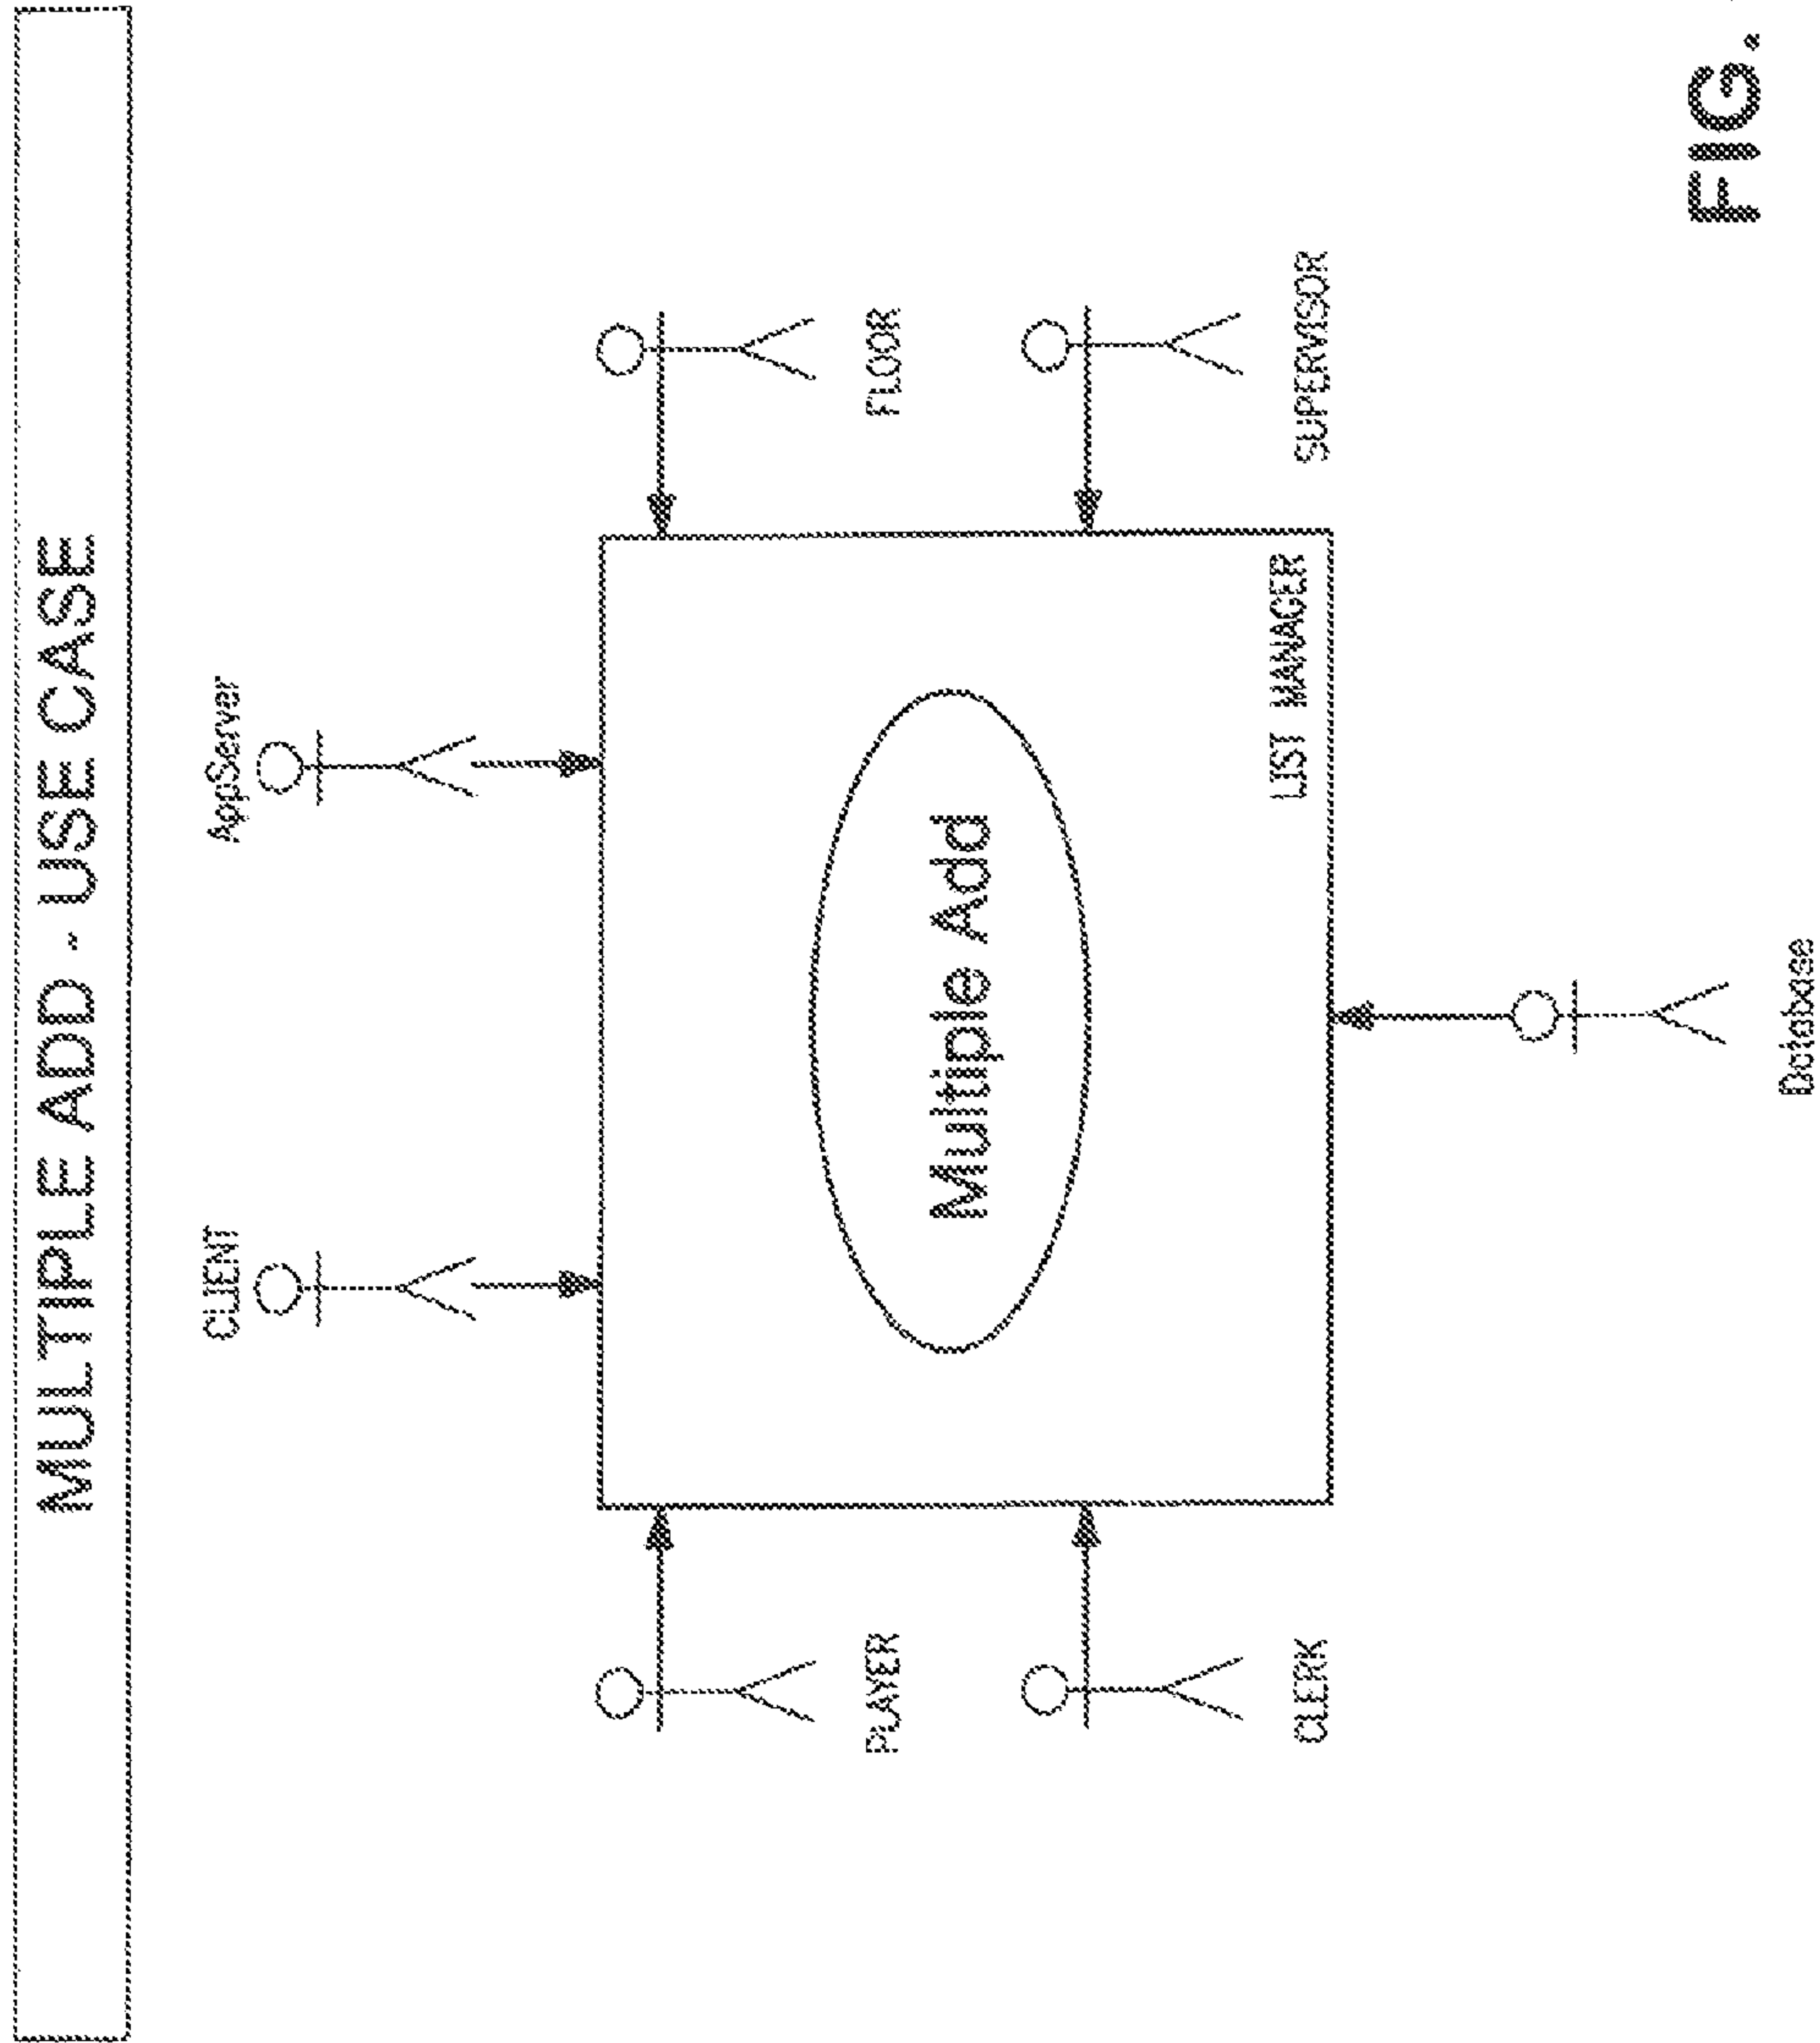 MULTIPLE ADD - USE CASE
CLIENT
AppServer
PLAYER
FLOOR
Multiple Add
CLERK
LIST MANAGER
SUPERVISOR
Database
FIG.